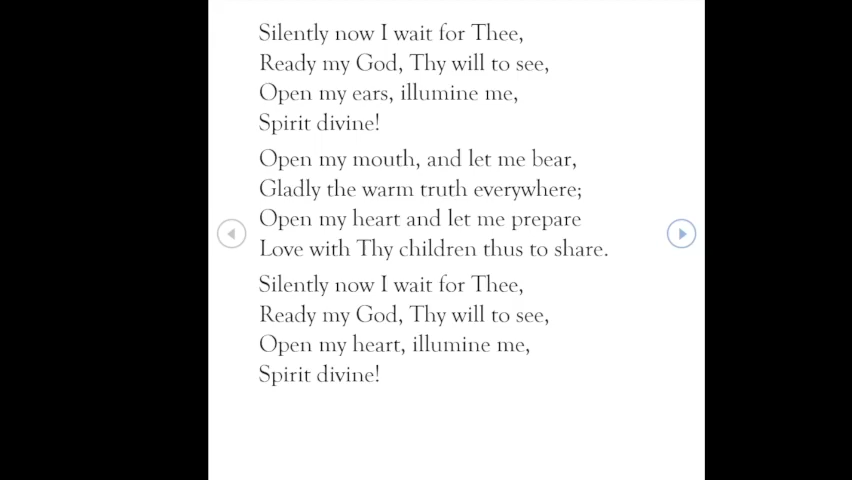 Silently now I wait for Thee,
Ready my God, Thy will to see,
Open my ears, illumine me,
Spirit divine!
Open my mouth, and let me bear,
Gladly the warm truth everywhere;
Open my heart and let me prepare
Love with Thy children thus to share.
Silently now I wait for Thee,
Ready my God, Thy will to see,
Open my heart, illumine me,
Spirit divine!